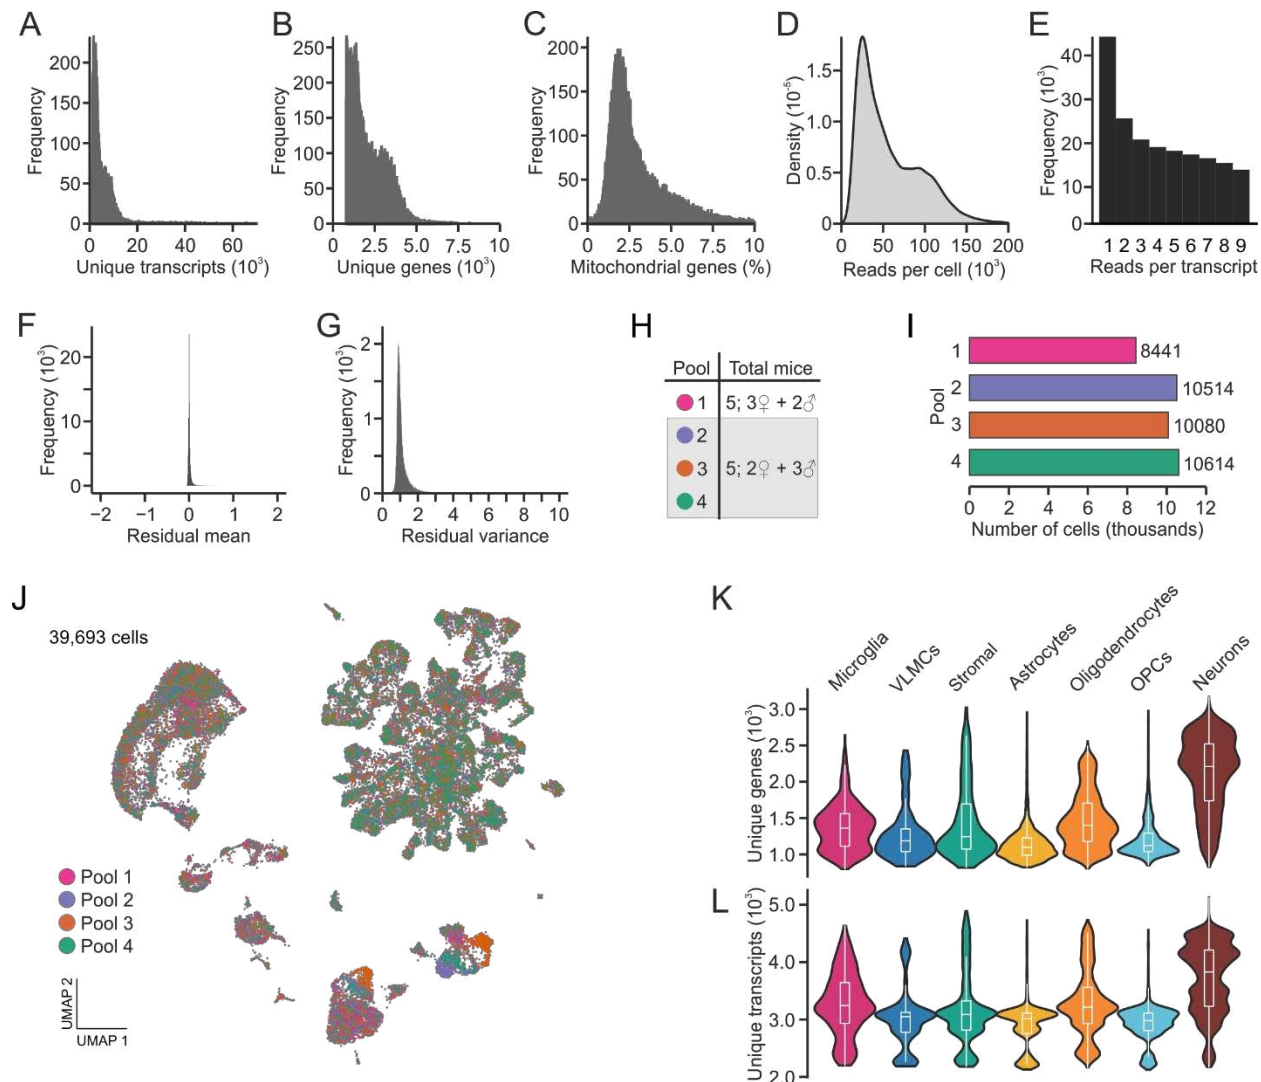 A
Frequency
200
150
100
50
0
0 20 40 60
Unique transcripts (10³)
B
Frequency
250
200
150
100
50
0
0 2.5 5 7.5 10
Unique genes (10³)
C
Frequency
200
150
100
50
0
0 2.5 5 7.5 10
Mitochondrial genes (%)
D
Density (10⁻⁵)
1.5
1.0
0.5
0
0 50 100 150 200
Reads per cell (10³)
E
Frequency (10³)
40
30
20
10
0
1 2 3 4 5 6 7 8 9
Reads per transcript
F
Frequency (10³)
20
10
0
−2 −1 0 1 2
Residual mean
G
Frequency (10³)
2
1
0
0 2 4 6 8 10
Residual variance
H
Pool Total mice
1 5; 3♀ + 2♂
2
3 5; 2♀ + 3♂
4
I
Pool
1 8441
2 10514
3 10080
4 10614
0 2 4 6 8 10 12
Number of cells (thousands)
J
39,693 cells
Pool 1
Pool 2
Pool 3
Pool 4
UMAP 2
UMAP 1
K
Microglia
VLMCs
Stromal
Astrocytes
Oligodendrocytes
OPCs
Neurons
Unique genes (10³)
3.0
2.5
2.0
1.5
1.0
L
Unique transcripts (10³)
5.0
4.0
3.0
2.0